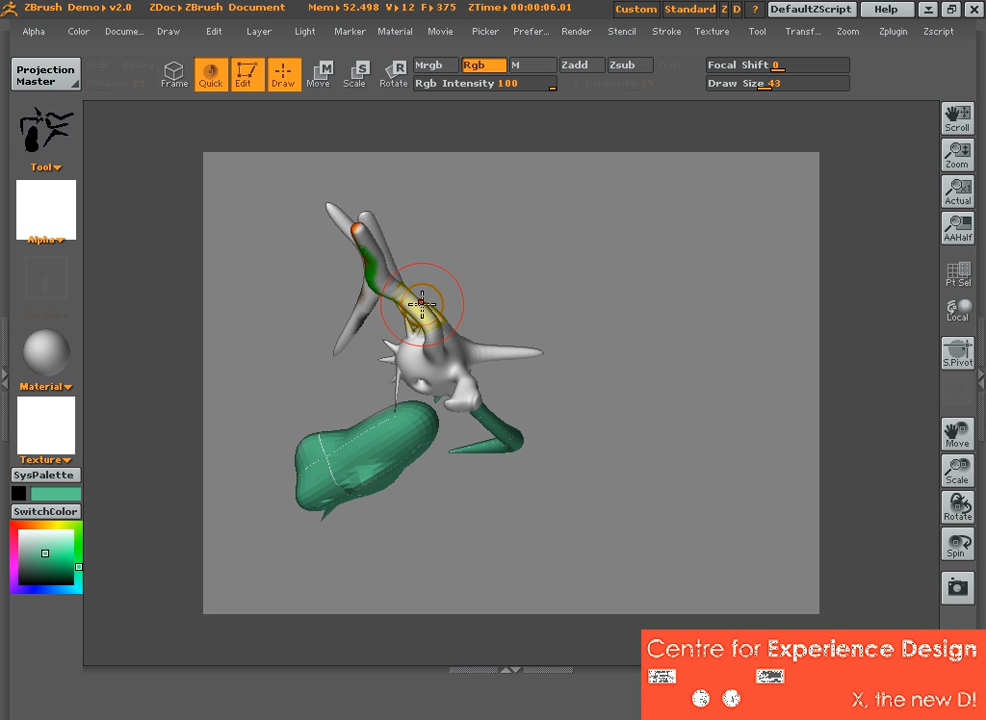 ZBrush Demo v2.0 ZDoc ZBrush Document Mem 52.498 V 12 F 375 ZTime 00:00:06.01 Custom Standard Z D ? DefaultZScript Help
Alpha Color Docume.. Draw Edit Layer Light Marker Material Movie Picker Prefer.. Render Stencil Stroke Texture Tool Transf.. Zoom Zplugin Zscript
Projection
Master
Frame Quick Edit Draw Move Scale Rotate
M S R
Mrgb Rgb M Zadd Zsub
Rgb Intensity 100
Focal Shift 0
Draw Size 43
Tool
Alpha
Material
Texture
SysPalette
SwitchColor
Scroll
Zoom
Actual
AAHalf
Pt Sel
Local
S.Pivot
Move
Scale
Rotate
Spin
Centre for Experience Design
X, the new D!